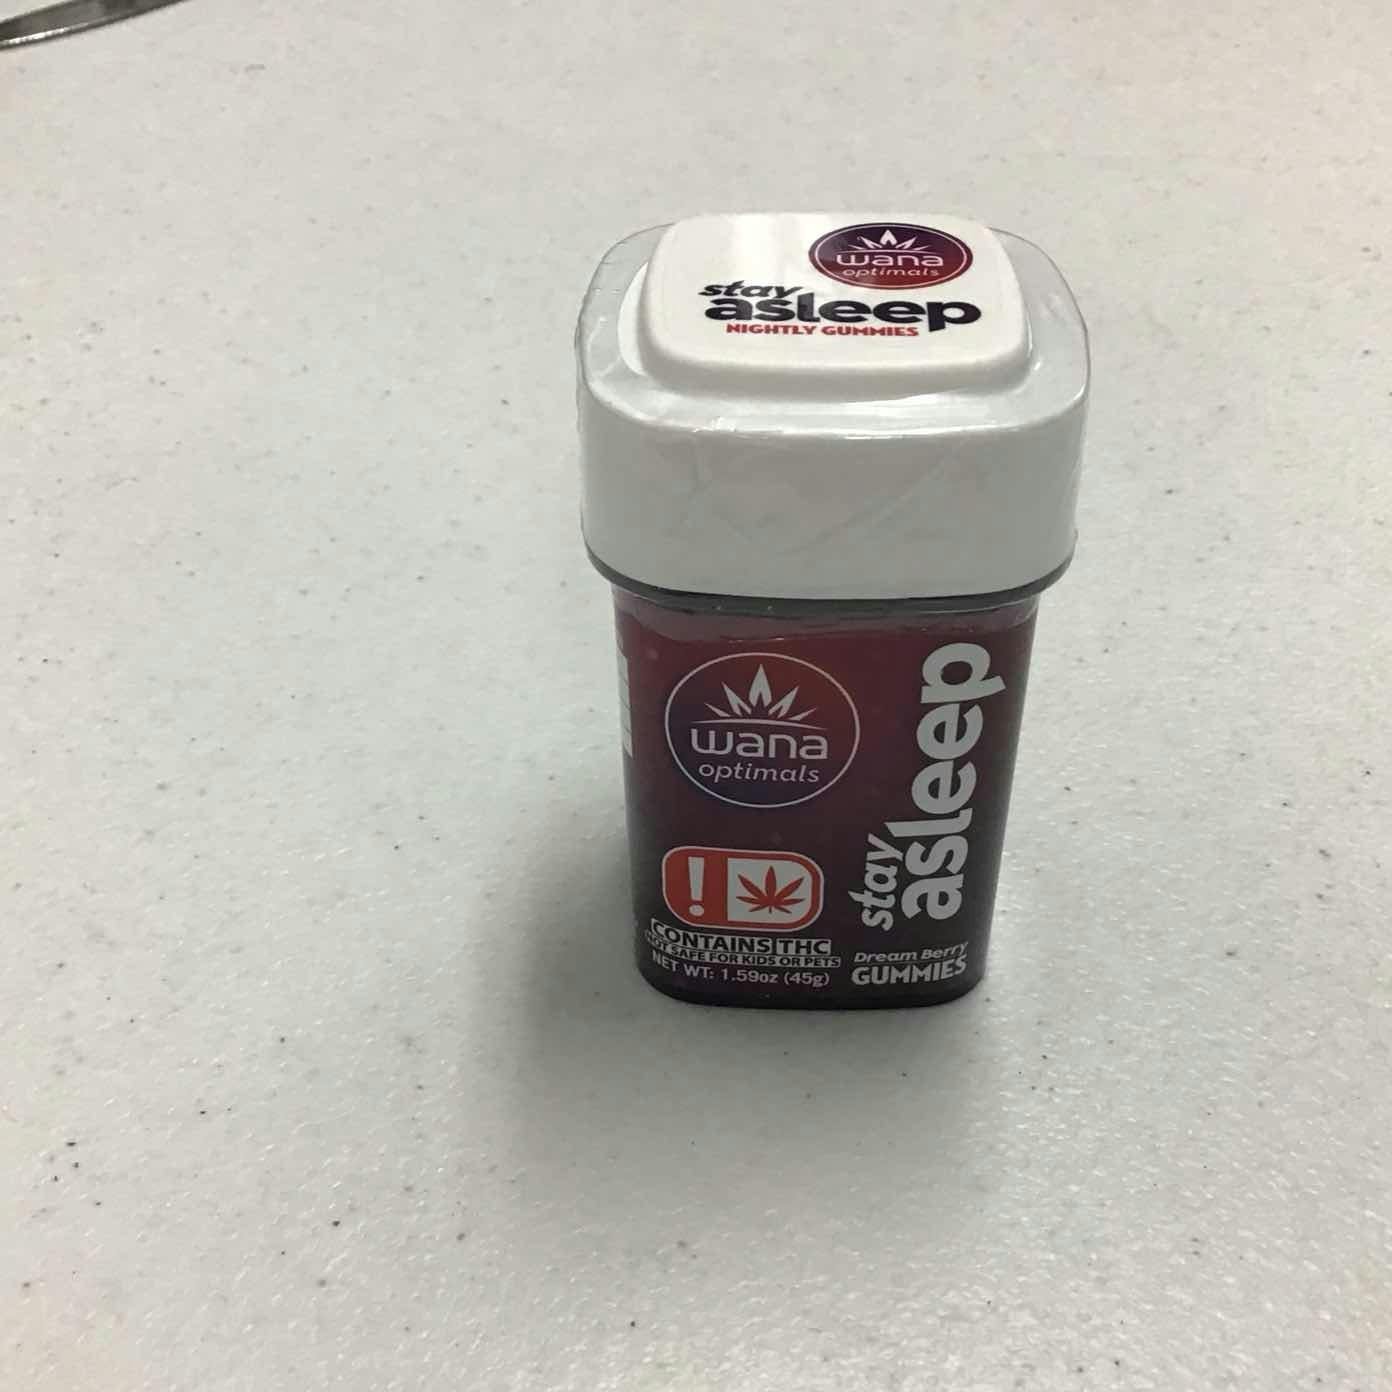 wana
optimals
stay
asleep
NIGHTLY GUMMIES
wana
optimals
!
CONTAINS THC
NOT SAFE FOR KIDS OR PETS
NET WT: 1.59oz (45g)
stay
asleep
Dream Berry
GUMMIES